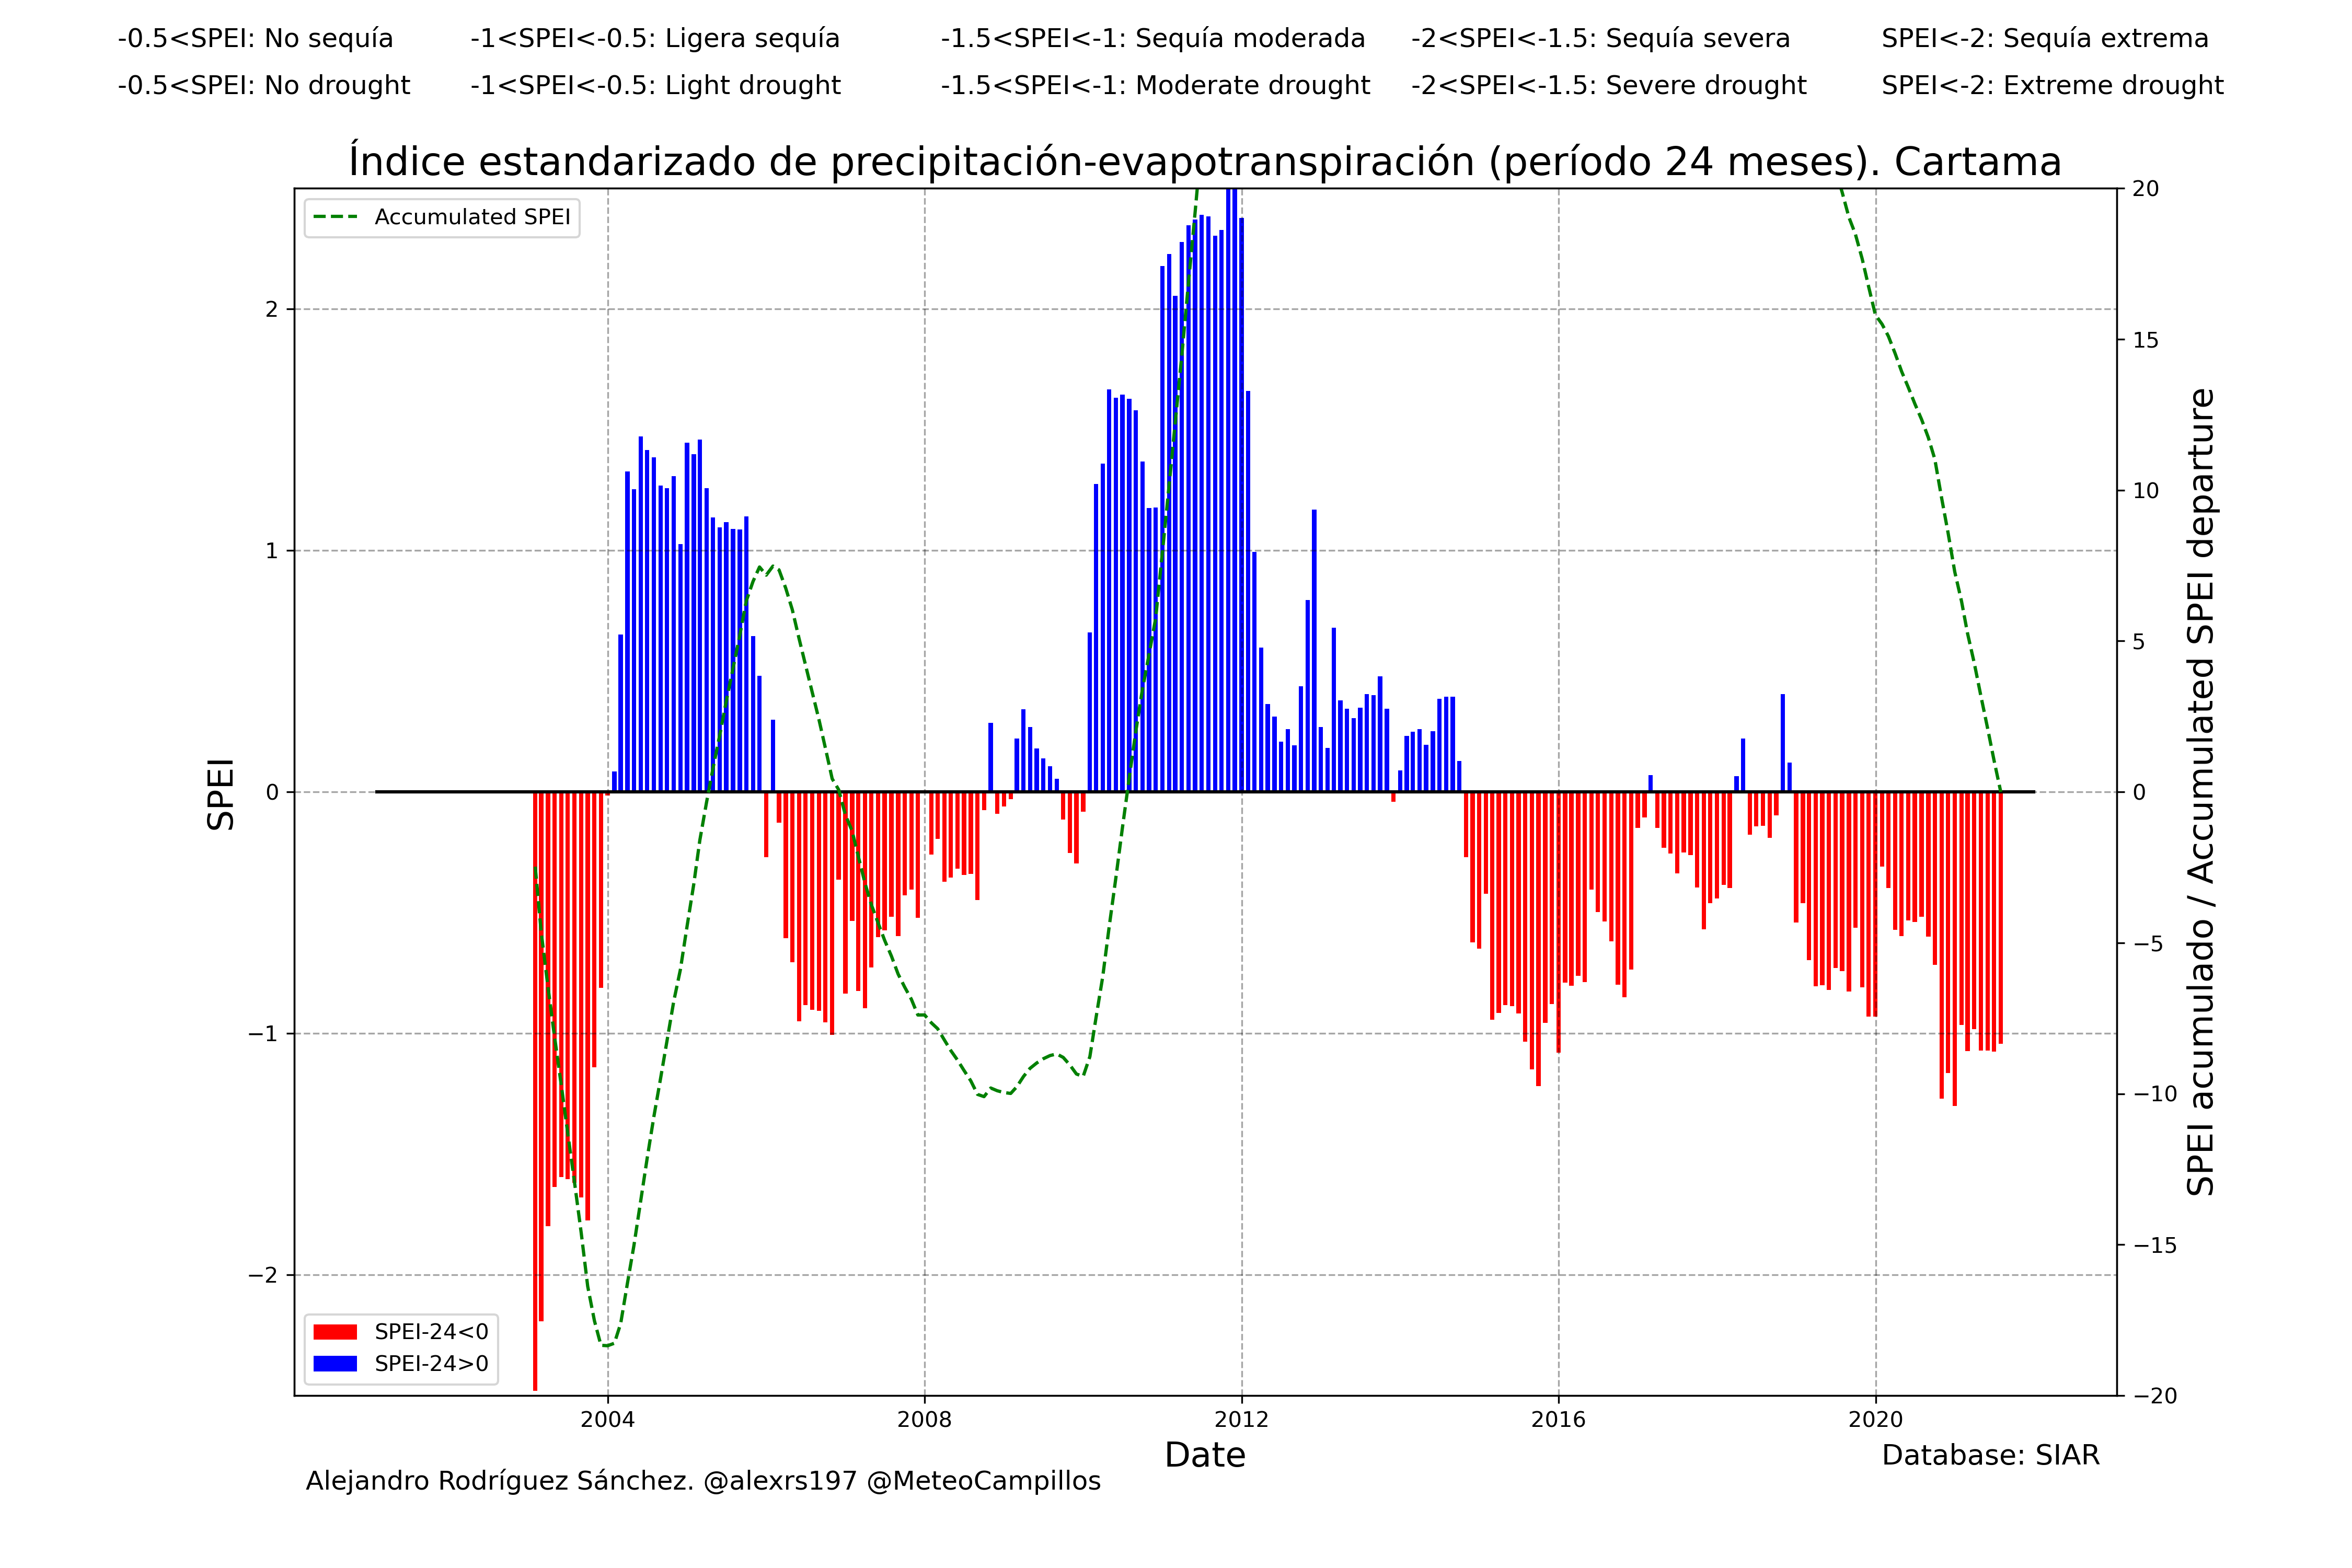 -0.5<SPEI: No sequía -1<SPEI<-0.5: Ligera sequía -1.5<SPEI<-1: Sequía moderada -2<SPEI<-1.5: Sequía severa SPEI<-2: Sequía extrema
-0.5<SPEI: No drought -1<SPEI<-0.5: Light drought -1.5<SPEI<-1: Moderate drought -2<SPEI<-1.5: Severe drought SPEI<-2: Extreme drought
Índice estandarizado de precipitación-evapotranspiración (período 24 meses). Cartama
Accumulated SPEI
SPEI
2
1
0
−1
−2
20
15
10
5
0
−5
−10
−15
−20
SPEI acumulado / Accumulated SPEI departure
SPEI-24<0
SPEI-24>0
2004 2008 2012 2016 2020
Date
Database: SIAR
Alejandro Rodríguez Sánchez. @alexrs197 @MeteoCampillos